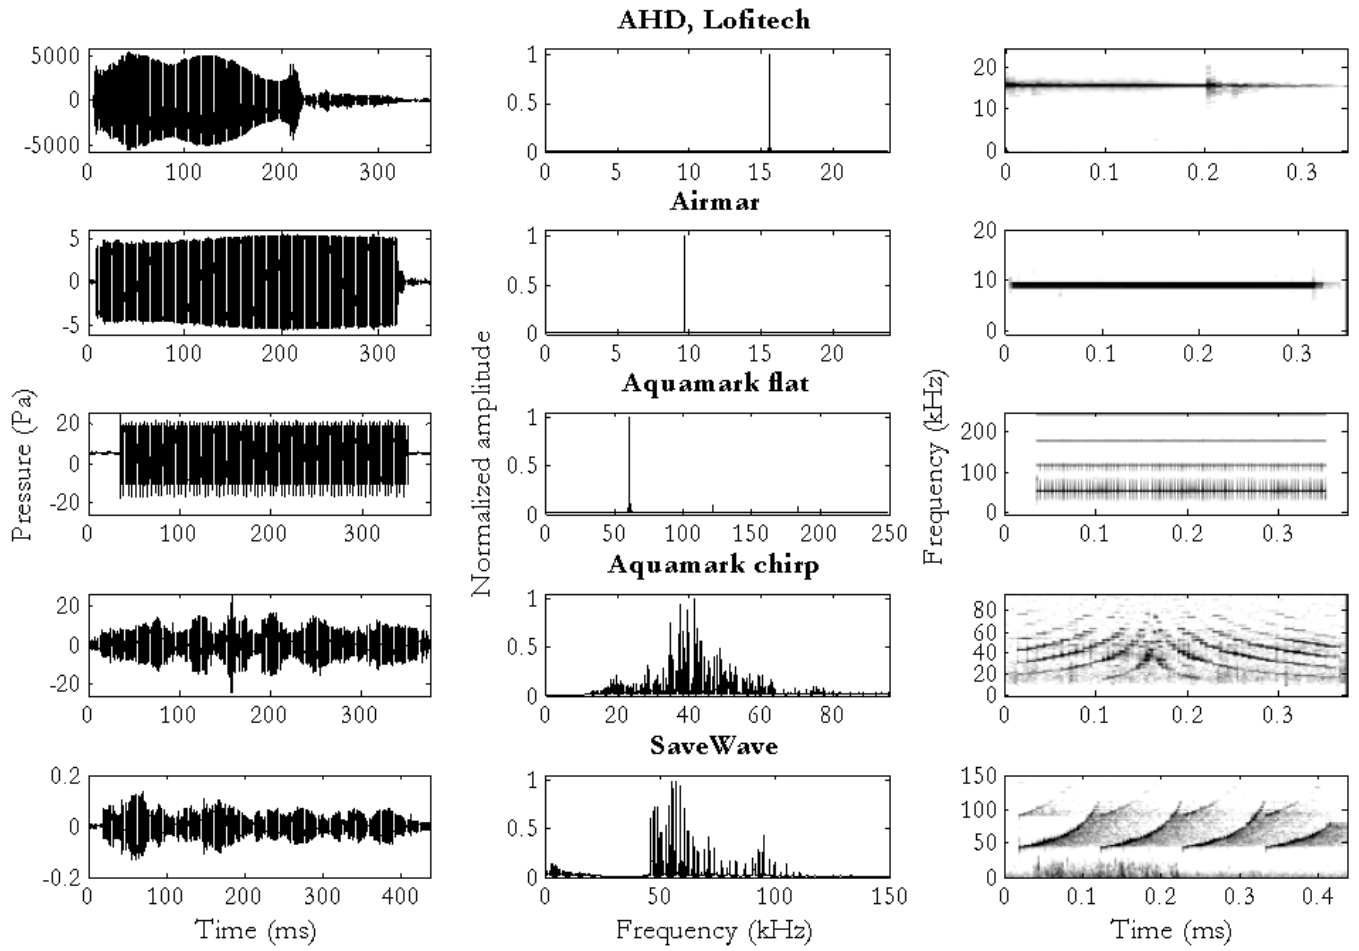 AHD, Lofitech
5000
0
-5000
0 100 200 300
1
0.5
0
0 5 10 15 20
20
10
0
0 0.1 0.2 0.3
Airmar
5
0
-5
0 100 200 300
1
0.5
0
0 5 10 15 20
20
10
0
0 0.1 0.2 0.3
Aquamark flat
20
0
-20
0 100 200 300
1
0.5
0
0 50 100 150 200 250
200
100
0
0 0.1 0.2 0.3
Aquamark chirp
20
0
-20
0 100 200 300
1
0.5
0
0 20 40 60 80
80
60
40
20
0
0 0.1 0.2 0.3
SaveWave
0.2
0
-0.2
0 100 200 300 400
1
0.5
0
50 100 150
150
100
50
0
0 0.1 0.2 0.3 0.4
Pressure (Pa)
Normalized amplitude
Frequency (kHz)
Time (ms)
Frequency (kHz)
Time (ms)